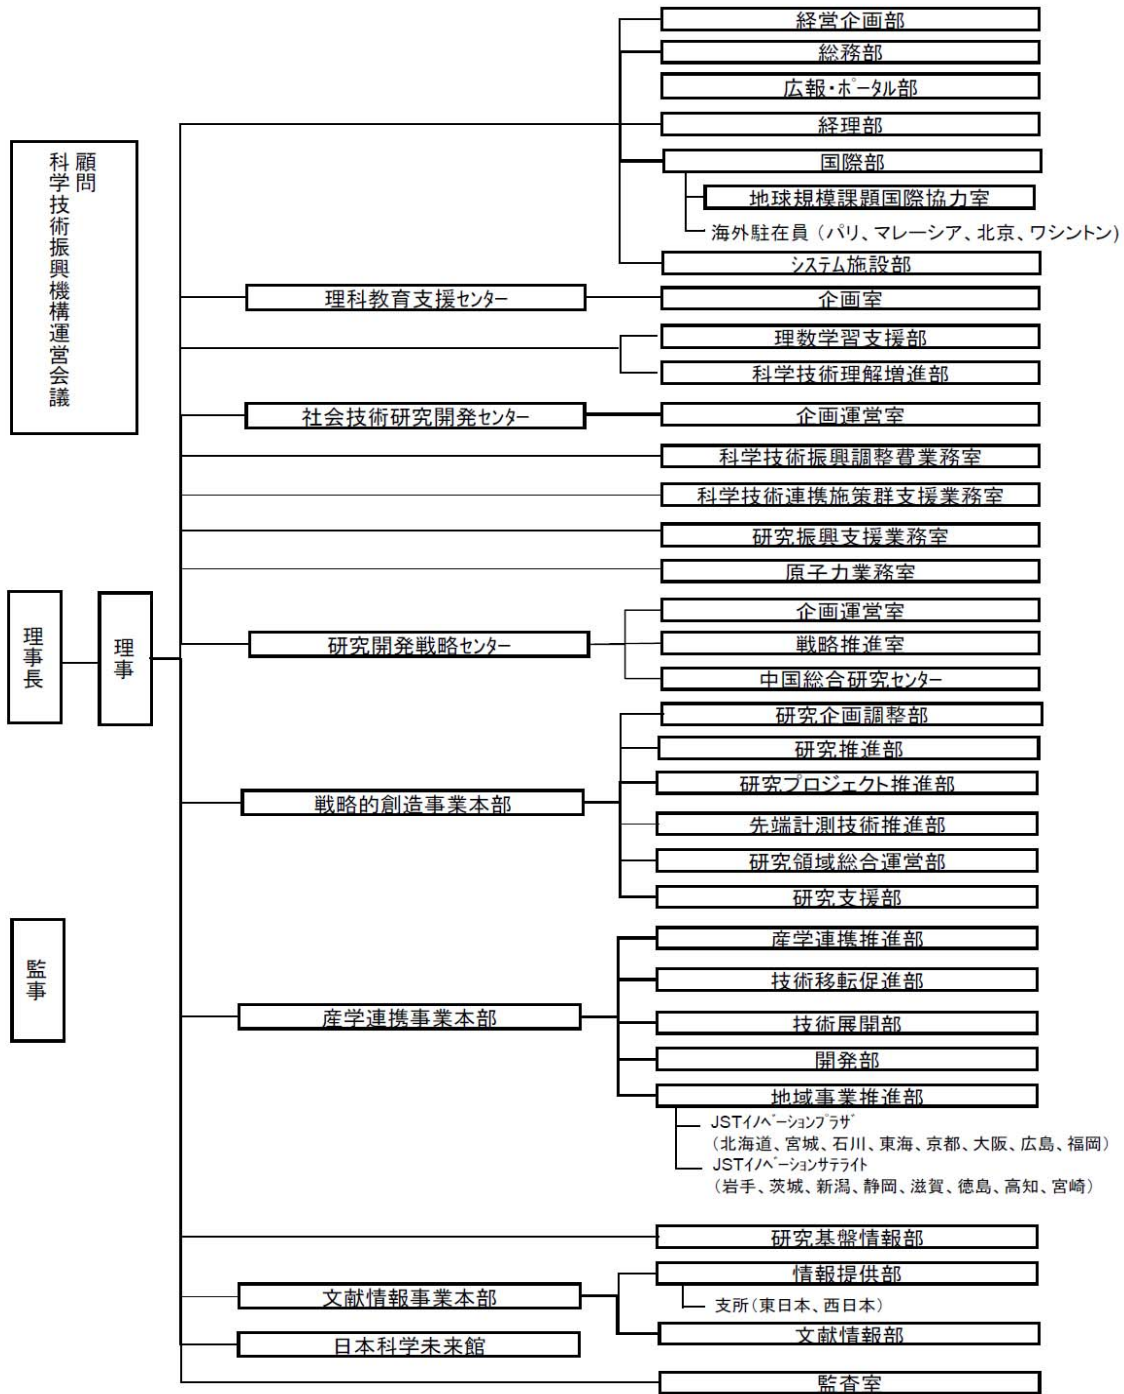 経営企画部
総務部
広報・ポータル部
経理部
国際部
地球規模課題国際協力室
海外駐在員（パリ、マレーシア、北京、ワシントン）
システム施設部
顧問
科学技術振興機構運営会議
理科教育支援センター
企画室
理数学習支援部
科学技術理解増進部
社会技術研究開発センター
企画運営室
科学技術振興調整費業務室
科学技術連携施策群支援業務室
研究振興支援業務室
原子力業務室
理事長
理事
研究開発戦略センター
企画運営室
戦略推進室
中国総合研究センター
戦略的創造事業本部
研究企画調整部
研究推進部
研究プロジェクト推進部
先端計測技術推進部
研究領域総合運営部
研究支援部
監事
産学連携事業本部
産学連携推進部
技術移転促進部
技術展開部
開発部
地域事業推進部
JSTイノベーションプラザ
（北海道、宮城、石川、東海、京都、大阪、広島、福岡）
JSTイノベーションサテライト
（岩手、茨城、新潟、静岡、滋賀、徳島、高知、宮崎）
研究基盤情報部
文献情報事業本部
情報提供部
支所（東日本、西日本）
文献情報部
日本科学未来館
監査室